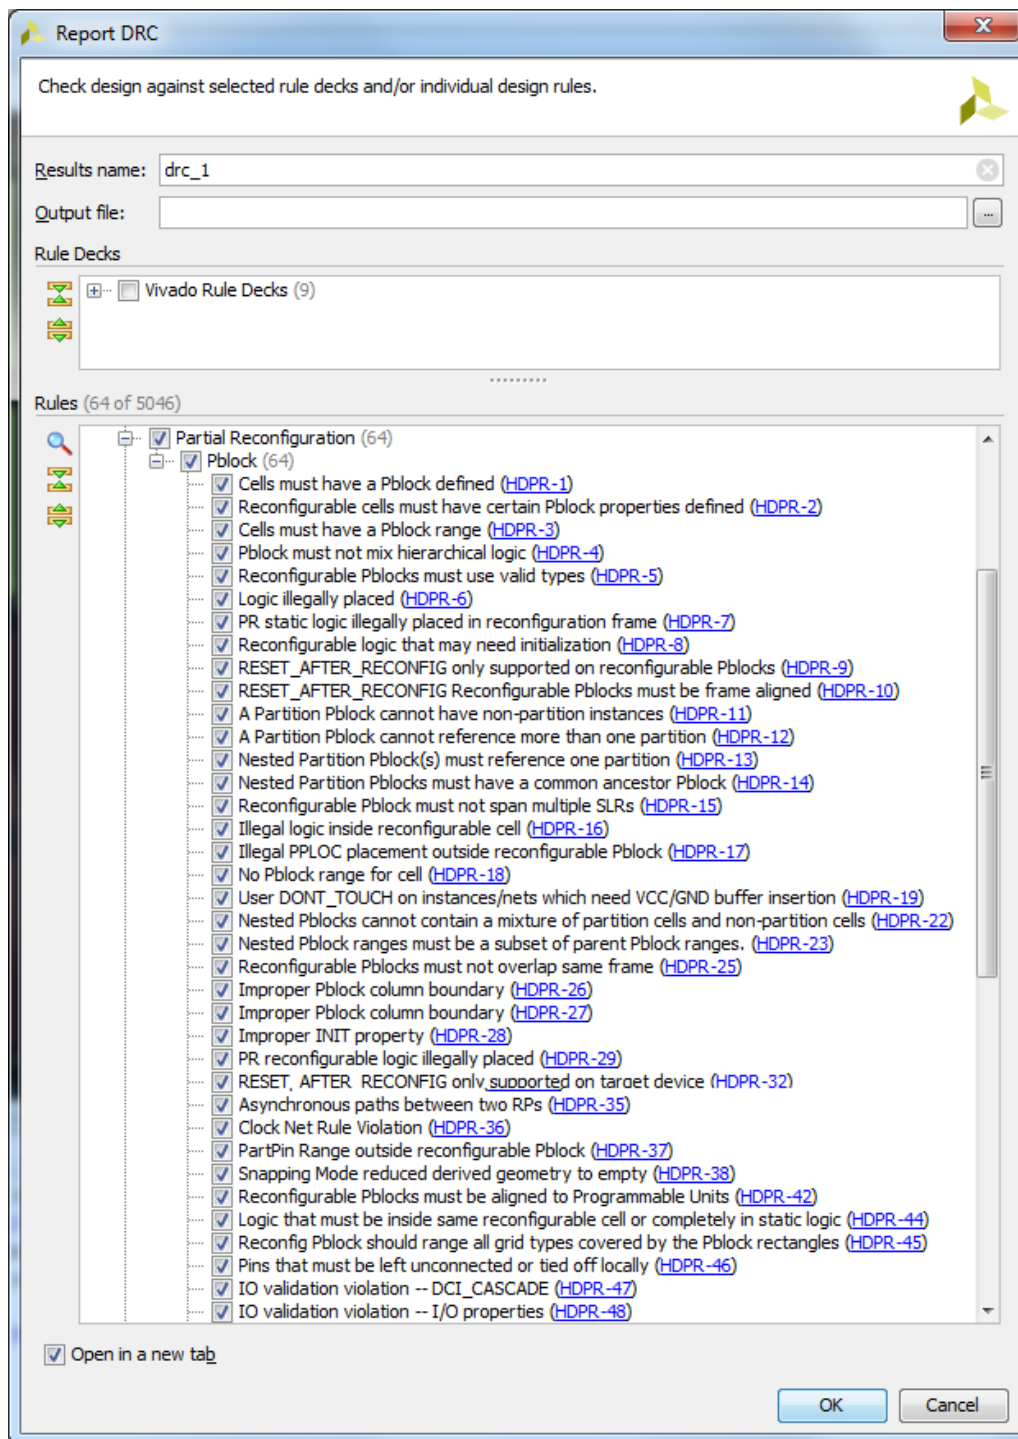 Report DRC
Check design against selected rule decks and/or individual design rules.
Results name: drc_1
Output file:
...
Rule Decks
Vivado Rule Decks (9)
Rules (64 of 5046)
Partial Reconfiguration (64)
Pblock (64)
Cells must have a Pblock defined (HDPR-1)
Reconfigurable cells must have certain Pblock properties defined (HDPR-2)
Cells must have a Pblock range (HDPR-3)
Pblock must not mix hierarchical logic (HDPR-4)
Reconfigurable Pblocks must use valid types (HDPR-5)
Logic illegally placed (HDPR-6)
PR static logic illegally placed in reconfiguration frame (HDPR-7)
Reconfigurable logic that may need initialization (HDPR-8)
RESET_AFTER_RECONFIG only supported on reconfigurable Pblocks (HDPR-9)
RESET_AFTER_RECONFIG Reconfigurable Pblocks must be frame aligned (HDPR-10)
A Partition Pblock cannot have non-partition instances (HDPR-11)
A Partition Pblock cannot reference more than one partition (HDPR-12)
Nested Partition Pblock(s) must reference one partition (HDPR-13)
Nested Partition Pblocks must have a common ancestor Pblock (HDPR-14)
Reconfigurable Pblock must not span multiple SLRs (HDPR-15)
Illegal logic inside reconfigurable cell (HDPR-16)
Illegal PPLOC placement outside reconfigurable Pblock (HDPR-17)
No Pblock range for cell (HDPR-18)
User DONT_TOUCH on instances/nets which need VCC/GND buffer insertion (HDPR-19)
Nested Pblocks cannot contain a mixture of partition cells and non-partition cells (HDPR-22)
Nested Pblock ranges must be a subset of parent Pblock ranges. (HDPR-23)
Reconfigurable Pblocks must not overlap same frame (HDPR-25)
Improper Pblock column boundary (HDPR-26)
Improper Pblock column boundary (HDPR-27)
Improper INIT property (HDPR-28)
PR reconfigurable logic illegally placed (HDPR-29)
RESET_AFTER_RECONFIG only supported on target device (HDPR-32)
Asynchronous paths between two RPs (HDPR-35)
Clock Net Rule Violation (HDPR-36)
PartPin Range outside reconfigurable Pblock (HDPR-37)
Snapping Mode reduced derived geometry to empty (HDPR-38)
Reconfigurable Pblocks must be aligned to Programmable Units (HDPR-42)
Logic that must be inside same reconfigurable cell or completely in static logic (HDPR-44)
Reconfig Pblock should range all grid types covered by the Pblock rectangles (HDPR-45)
Pins that must be left unconnected or tied off locally (HDPR-46)
IO validation violation -- DCI_CASCADE (HDPR-47)
IO validation violation -- I/O properties (HDPR-48)
Open in a new tab
OK
Cancel